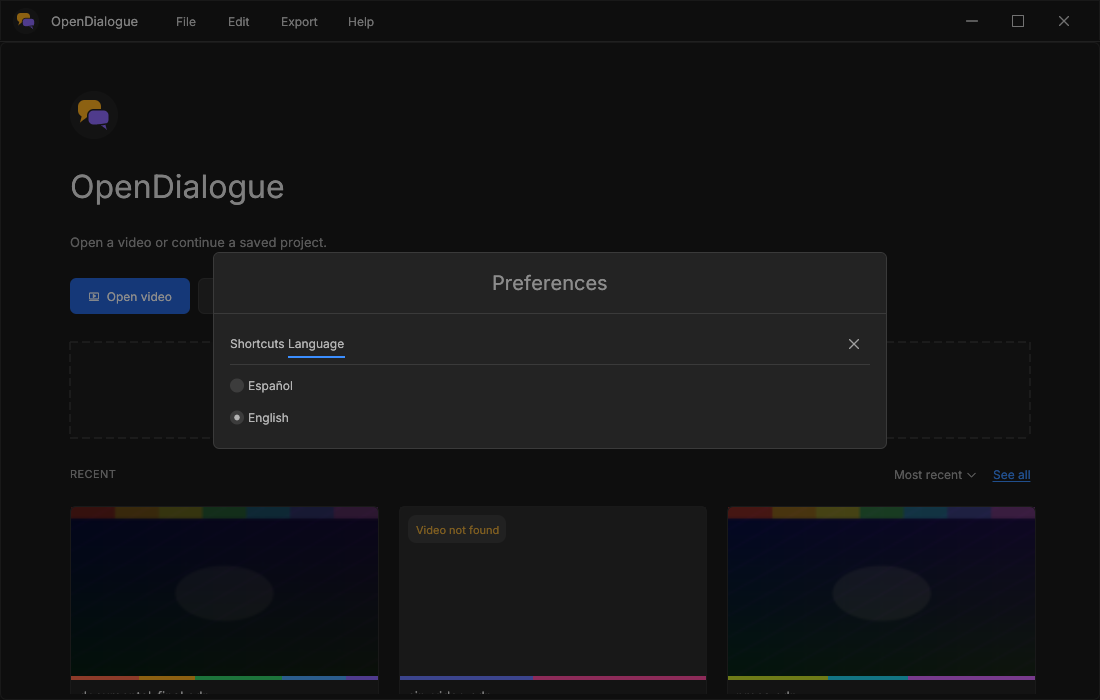 OpenDialogue File Edit Export Help
OpenDialogue
Open a video or continue a saved project.
Open video
Preferences
Shortcuts Language
Español
English
RECENT
Most recent See all
Video not found